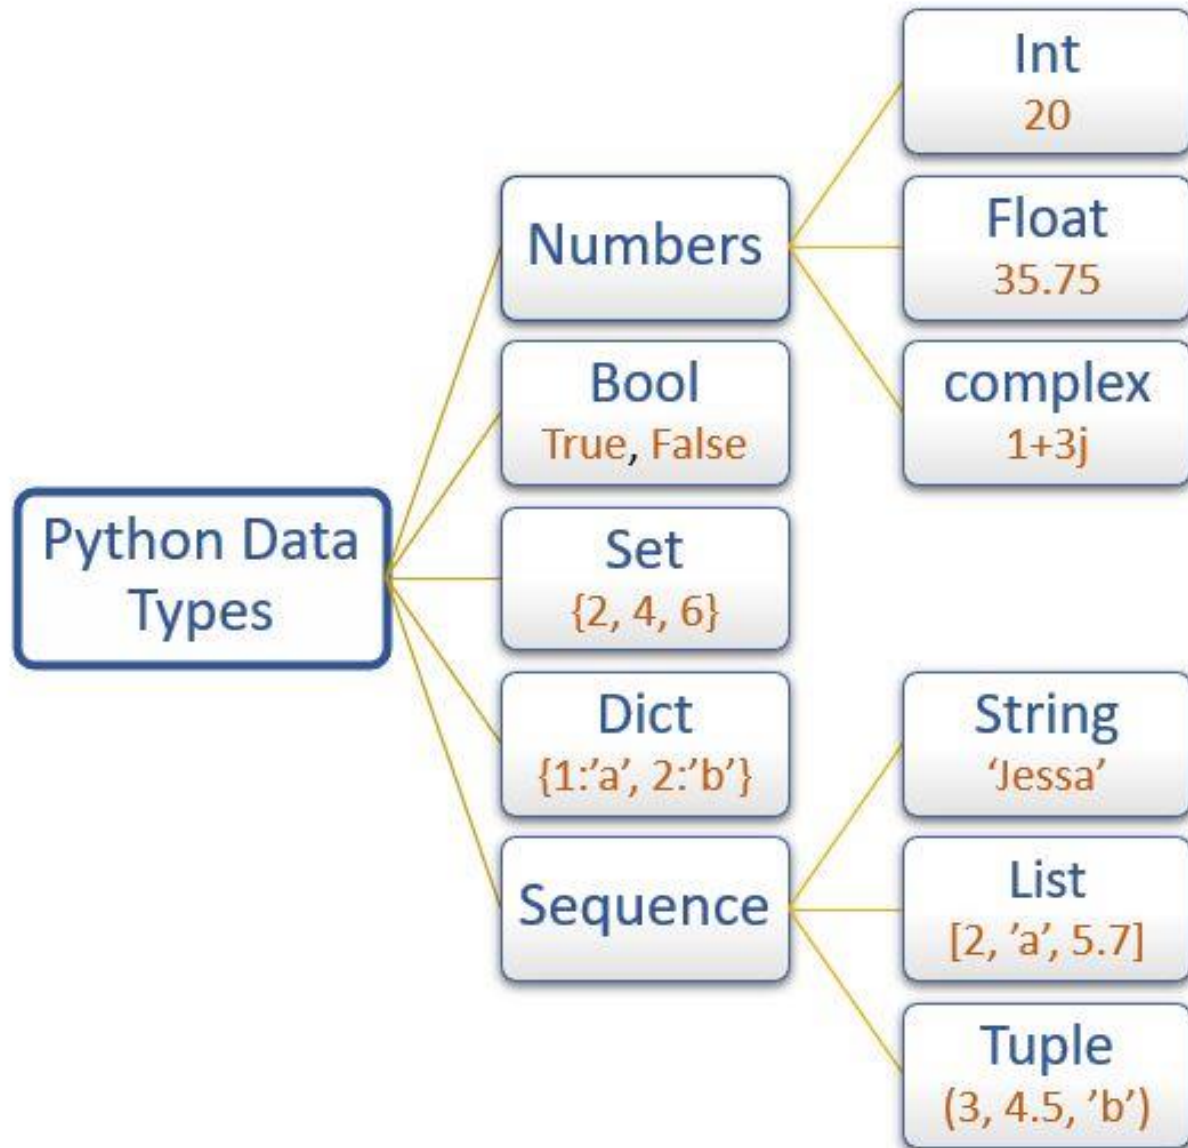 Python Data
Types
Numbers
Int
20
Float
35.75
complex
1+3j
Bool
True, False
Set
{2, 4, 6}
Dict
{1:’a’, 2:’b’}
Sequence
String
‘Jessa’
List
[2, ’a’, 5.7]
Tuple
(3, 4.5, ’b’)